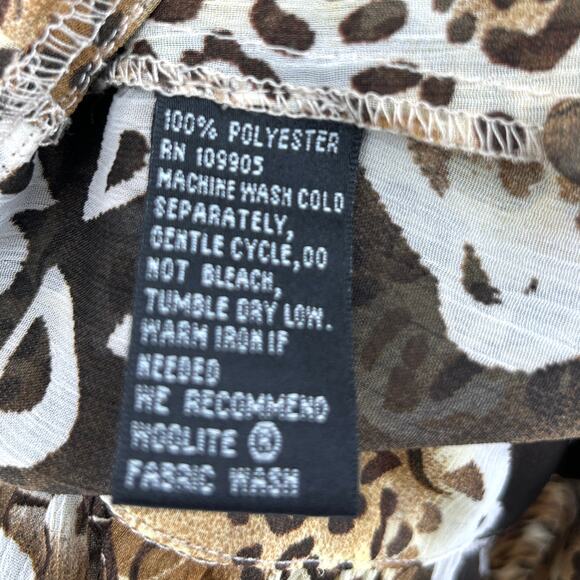 100% POLYESTER
RN 109905
MACHINE WASH COLD
SEPARATELY,
GENTLE CYCLE,DO
NOT BLEACH,
TUMBLE DRY LOW.
WARM IRON IF
NEEDED
WE RECOMMEND
WOOLITE ®
FABRIC WASH